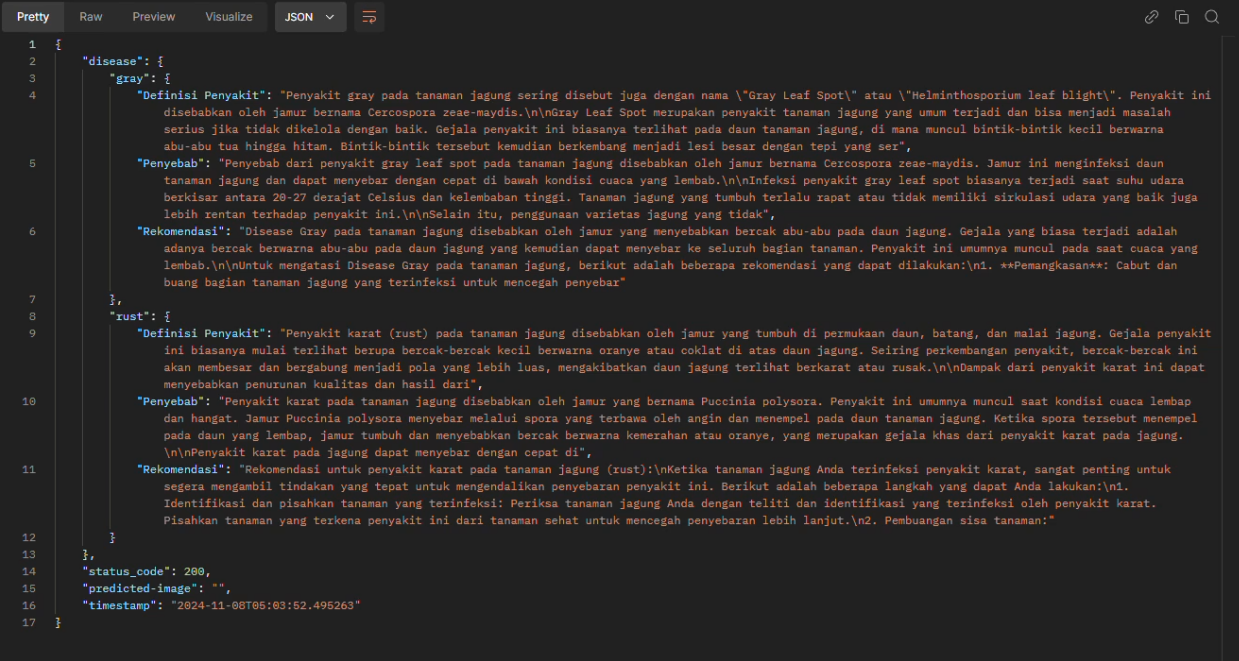 Pretty Raw Preview Visualize JSON
1 {
2 "disease": {
3 "gray": {
4 "Definisi Penyakit": "Penyakit gray pada tanaman jagung sering disebut juga dengan nama \"Gray Leaf Spot\" atau \"Helminthosporium leaf blight\". Penyakit ini
disebabkan oleh jamur bernama Cercospora zeae-maydis.\n\nGray Leaf Spot merupakan penyakit tanaman jagung yang umum terjadi dan bisa menjadi masalah
serius jika tidak dikelola dengan baik. Gejala penyakit ini biasanya terlihat pada daun tanaman jagung, di mana muncul bintik-bintik kecil berwarna
abu-abu tua hingga hitam. Bintik-bintik tersebut kemudian berkembang menjadi lesi besar dengan tepi yang ser",
5 "Penyebab": "Penyebab dari penyakit gray leaf spot pada tanaman jagung disebabkan oleh jamur bernama Cercospora zeae-maydis. Jamur ini menginfeksi daun
tanaman jagung dan dapat menyebar dengan cepat di bawah kondisi cuaca yang lembab.\n\nInfeksi penyakit gray leaf spot biasanya terjadi saat suhu udara
berkisar antara 20-27 derajat Celsius dan kelembaban tinggi. Tanaman jagung yang tumbuh terlalu rapat atau tidak memiliki sirkulasi udara yang baik juga
lebih rentan terhadap penyakit ini.\n\nSelain itu, penggunaan varietas jagung yang tidak",
6 "Rekomendasi": "Disease Gray pada tanaman jagung disebabkan oleh jamur yang menyebabkan bercak abu-abu pada daun jagung. Gejala yang biasa terjadi adalah
adanya bercak berwarna abu-abu pada daun jagung yang kemudian dapat menyebar ke seluruh bagian tanaman. Penyakit ini umumnya muncul pada saat cuaca yang
lembab.\n\nUntuk mengatasi Disease Gray pada tanaman jagung, berikut adalah beberapa rekomendasi yang dapat dilakukan:\n1. **Pemangkasan**: Cabut dan
buang bagian tanaman jagung yang terinfeksi untuk mencegah penyebar"
7 },
8 "rust": {
9 "Definisi Penyakit": "Penyakit karat (rust) pada tanaman jagung disebabkan oleh jamur yang tumbuh di permukaan daun, batang, dan malai jagung. Gejala penyakit
ini biasanya mulai terlihat berupa bercak-bercak kecil berwarna oranye atau coklat di atas daun jagung. Seiring perkembangan penyakit, bercak-bercak ini
akan membesar dan bergabung menjadi pola yang lebih luas, mengakibatkan daun jagung terlihat berkarat atau rusak.\n\nDampak dari penyakit karat ini dapat
menyebabkan penurunan kualitas dan hasil dari",
10 "Penyebab": "Penyakit karat pada tanaman jagung disebabkan oleh jamur yang bernama Puccinia polysora. Penyakit ini umumnya muncul saat kondisi cuaca lembap
dan hangat. Jamur Puccinia polysora menyebar melalui spora yang terbawa oleh angin dan menempel pada daun tanaman jagung. Ketika spora tersebut menempel
pada daun yang lembap, jamur tumbuh dan menyebabkan bercak berwarna kemerahan atau oranye, yang merupakan gejala khas dari penyakit karat pada jagung.
\n\nPenyakit karat pada jagung dapat menyebar dengan cepat di",
11 "Rekomendasi": "Rekomendasi untuk penyakit karat pada tanaman jagung (rust):\nKetika tanaman jagung Anda terinfeksi penyakit karat, sangat penting untuk
segera mengambil tindakan yang tepat untuk mengendalikan penyebaran penyakit ini. Berikut adalah beberapa langkah yang dapat Anda lakukan:\n1.
Identifikasi dan pisahkan tanaman yang terinfeksi: Periksa tanaman jagung Anda dengan teliti dan identifikasi yang terinfeksi oleh penyakit karat.
Pisahkan tanaman yang terkena penyakit ini dari tanaman sehat untuk mencegah penyebaran lebih lanjut.\n2. Pembuangan sisa tanaman:"
12 }
13 },
14 "status_code": 200,
15 "predicted-image": "",
16 "timestamp": "2024-11-08T05:03:52.495263"
17 }